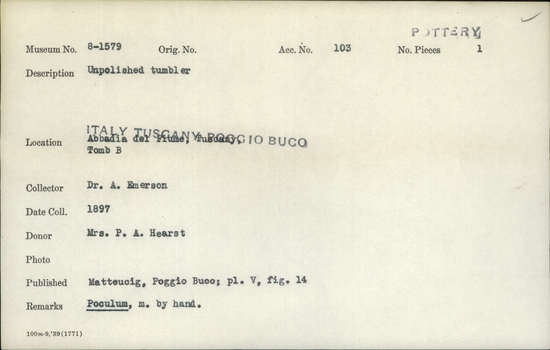 POTTERY
Museum No. 8-1579 Orig. No. Acc. No. 103 No. Pieces 1
Description Unpolished tumbler
ITALY TUSCANY POGGIO BUCO
Location Abbadia del Fiume, Tuscany,
Tomb B
Collector Dr. A. Emerson
Date Coll. 1897
Donor Mrs. P. A. Hearst
Photo
Published Matteucig, Poggio Buco; pl. V, fig. 14
Remarks Poculum, m. by hand.
100m-9,'39(1771)